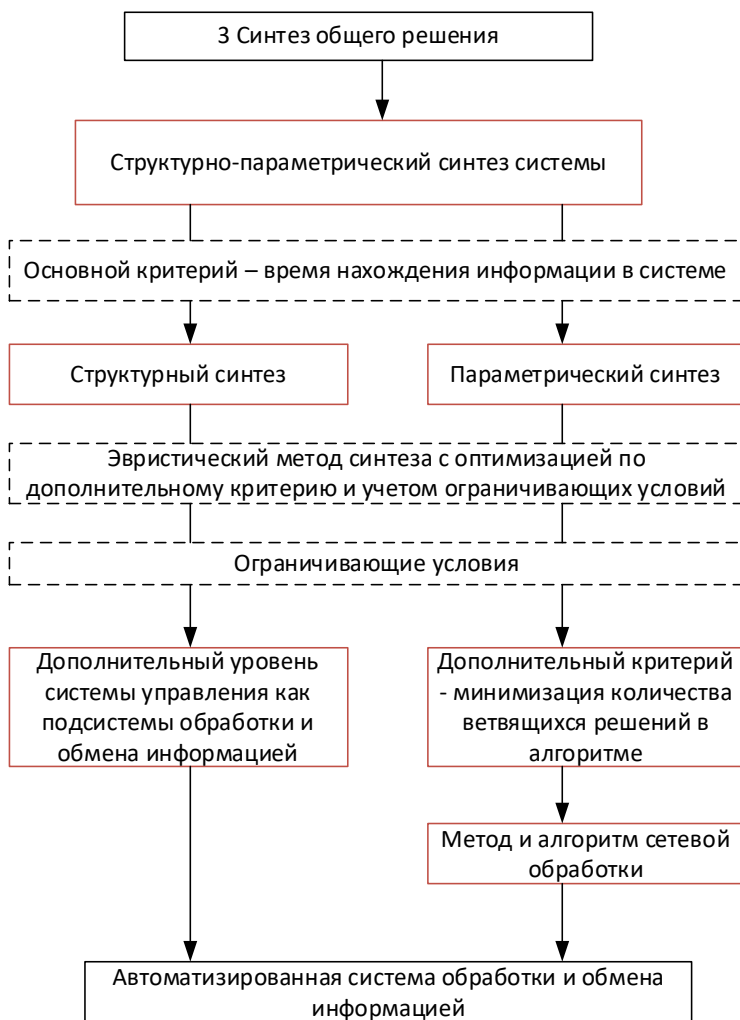 3 Синтез общего решения
Структурно-параметрический синтез системы
Основной критерий – время нахождения информации в системе
Структурный синтез
Параметрический синтез
Эвристический метод синтеза с оптимизацией по
дополнительному критерию и учетом ограничивающих условий
Ограничивающие условия
Дополнительный уровень
системы управления как
подсистемы обработки и
обмена информацией
Дополнительный критерий
- минимизация количества
ветвящихся решений в
алгоритме
Метод и алгоритм сетевой
обработки
Автоматизированная система обработки и обмена
информацией